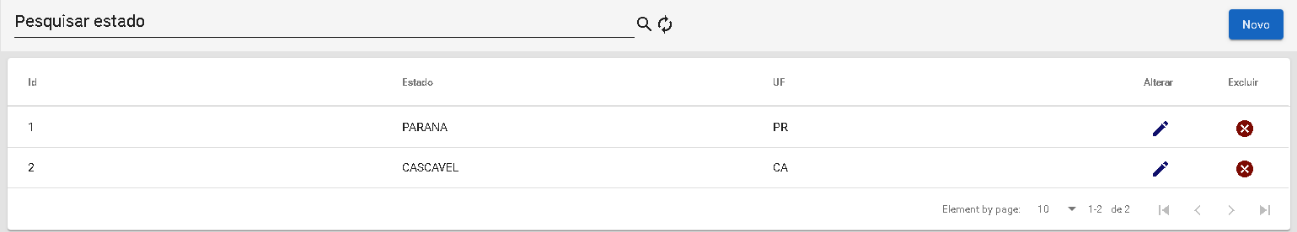 Pesquisar estado
Novo
Id Estado UF Alterar Excluir
1 PARANA PR
2 CASCAVEL CA
Element by page: 10 1-2 de 2